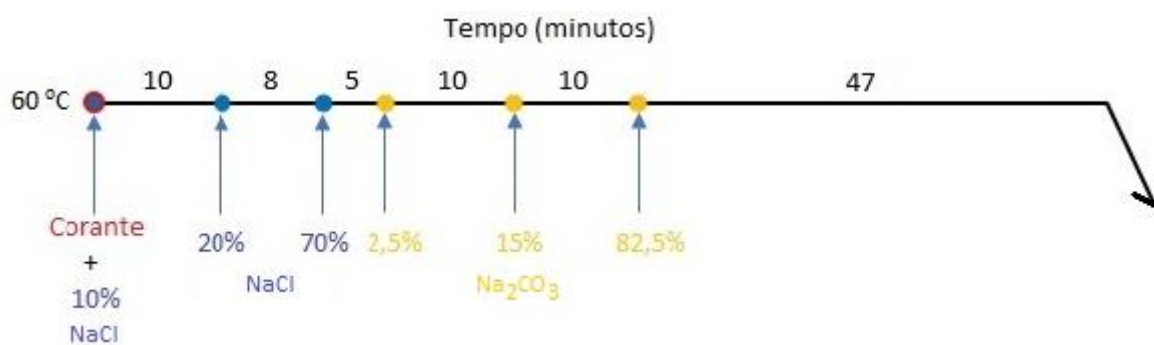 Tempo (minutos)
10 8 5 10 10 47
60 ºC
Corante
+
10%
NaCl
20% 70% 2,5% 15% 82,5%
NaCl Na₂CO₃